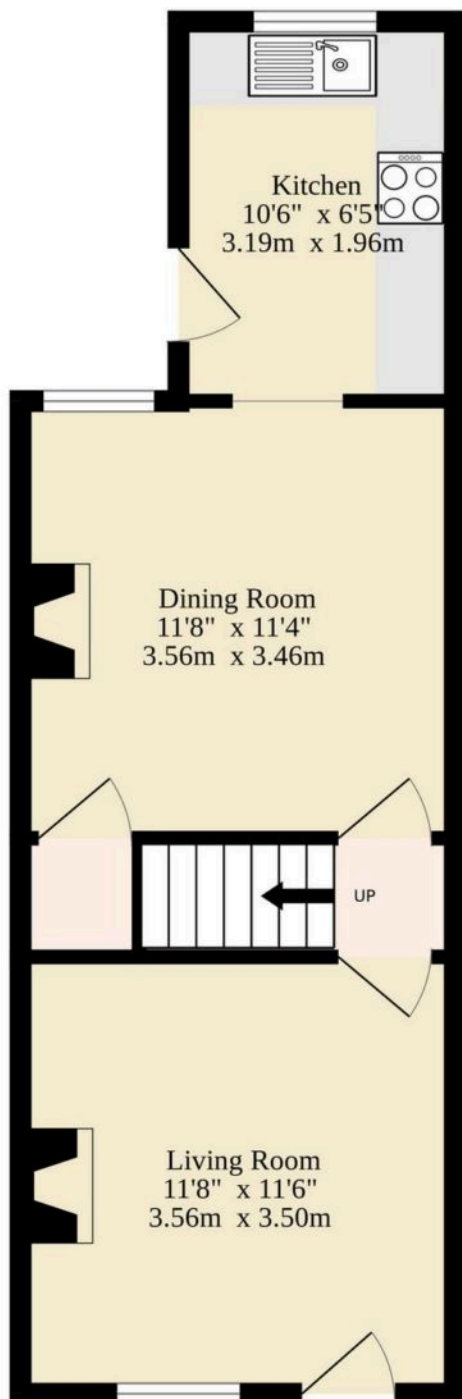 Kitchen
10'6" x 6'5"
3.19m x 1.96m
Dining Room
11'8" x 11'4"
3.56m x 3.46m
UP
Living Room
11'8" x 11'6"
3.56m x 3.50m